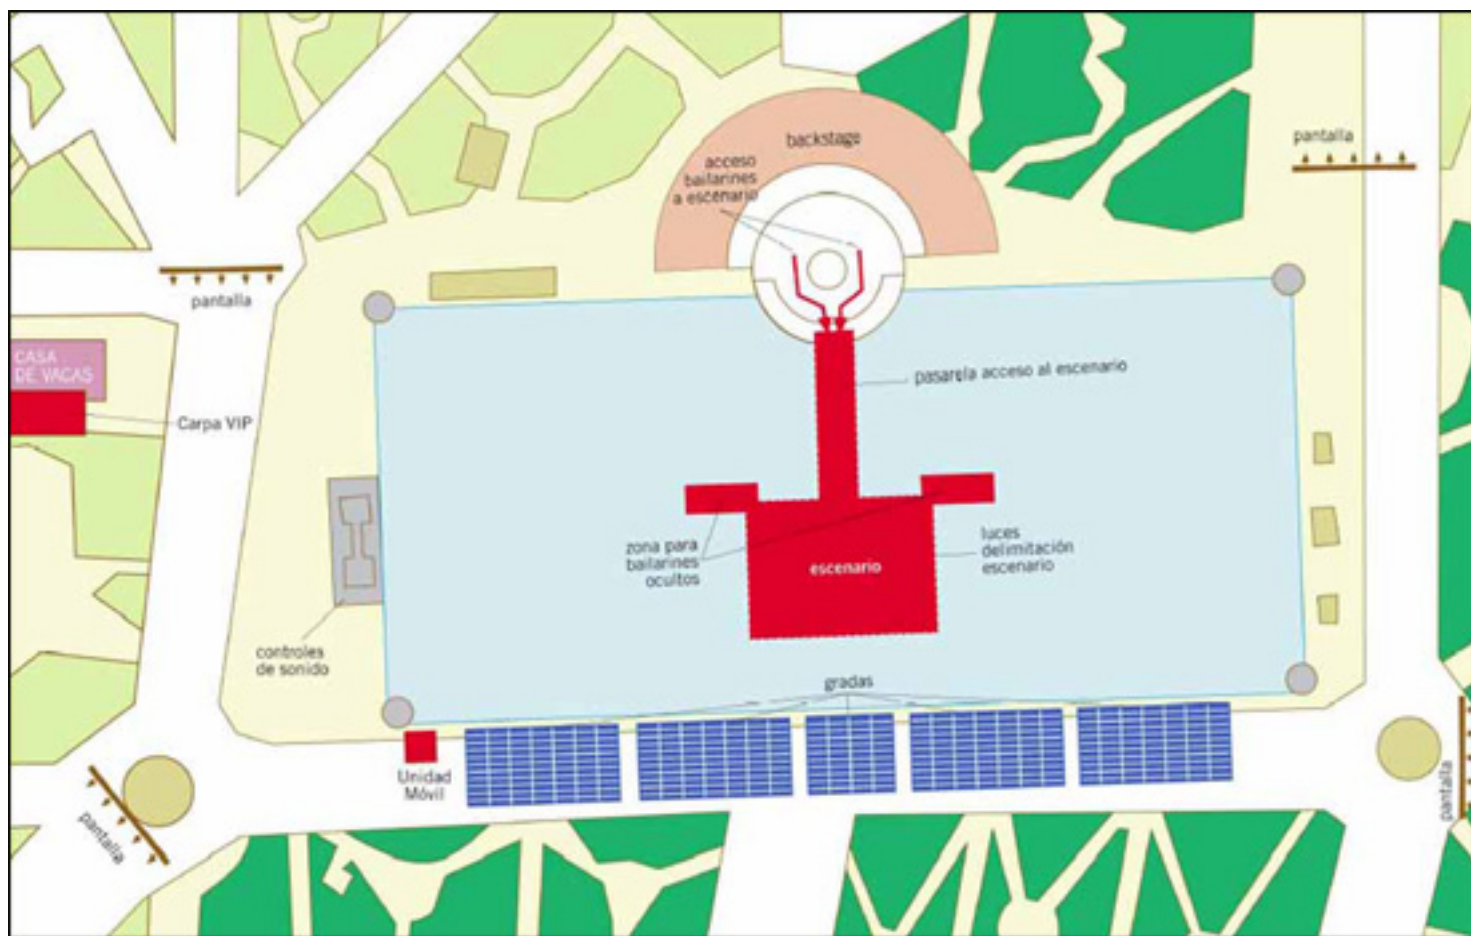 backstage
acceso
bailarines
a escenario
pantalla
pantalla
CASA
DE VACAS
Carpa VIP
pasarela acceso al escenario
zona para
bailarines
ocultos
escenario
luces
delimitación
escenario
controles
de sonido
gradas
Unidad
Móvil
pantalla
pantalla